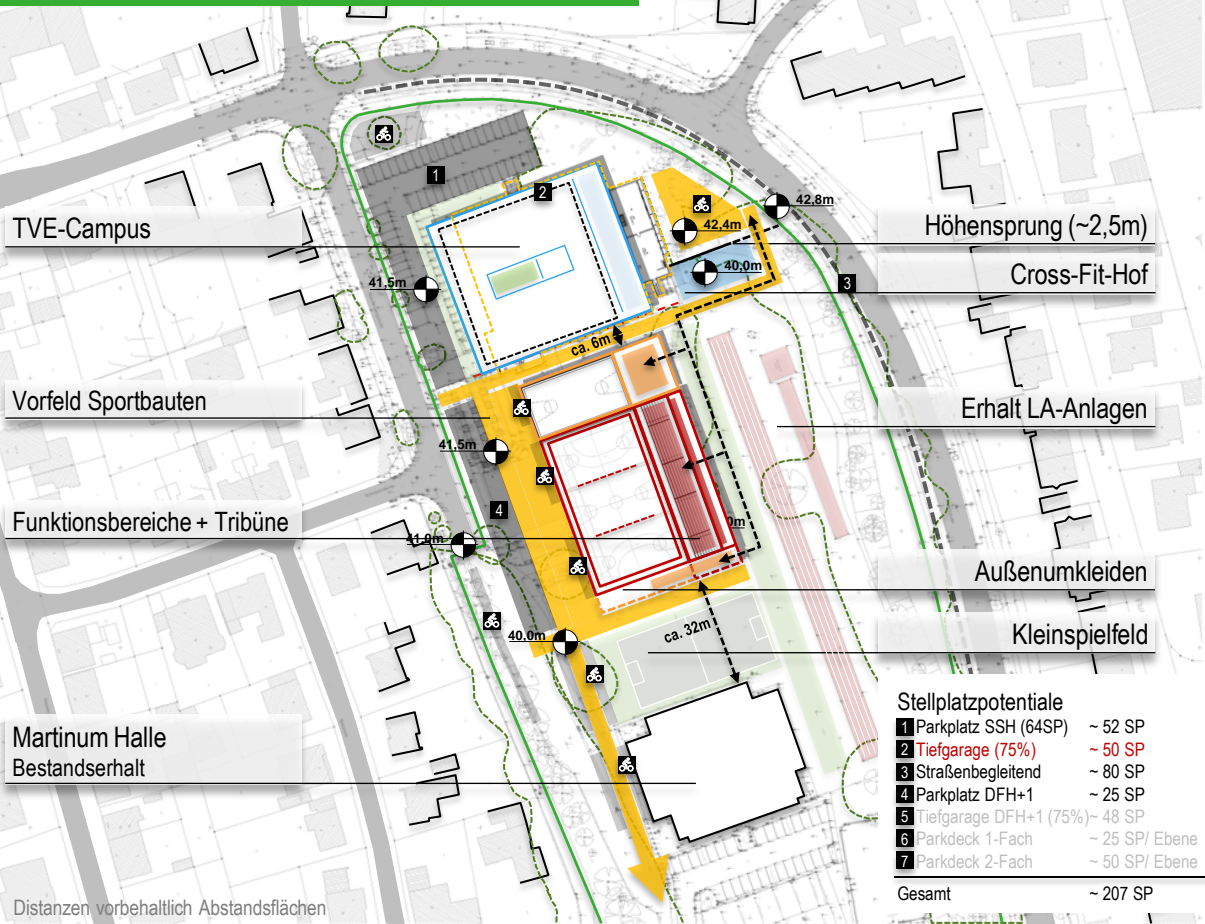 1
2
42,8m
TVE-Campus
42,4m
Höhensprung (~2,5m)
40,0m
Cross-Fit-Hof
41,5m
3
ca. 6m
Vorfeld Sportbauten
Erhalt LA-Anlagen
41,5m
4
Funktionsbereiche + Tribüne
0m
41,0m
Außenumkleiden
ca. 32m
40,0m
Kleinspielfeld
Martinum Halle
Bestandserhalt
Stellplatzpotentiale
1 Parkplatz SSH (64SP) ~ 52 SP
2 Tiefgarage (75%) ~ 50 SP
3 Straßenbegleitend ~ 80 SP
4 Parkplatz DFH+1 ~ 25 SP
5 Tiefgarage DFH+1 (75%) ~ 48 SP
6 Parkdeck 1-Fach ~ 25 SP/ Ebene
7 Parkdeck 2-Fach ~ 50 SP/ Ebene
Gesamt ~ 207 SP
Distanzen vorbehaltlich Abstandsflächen